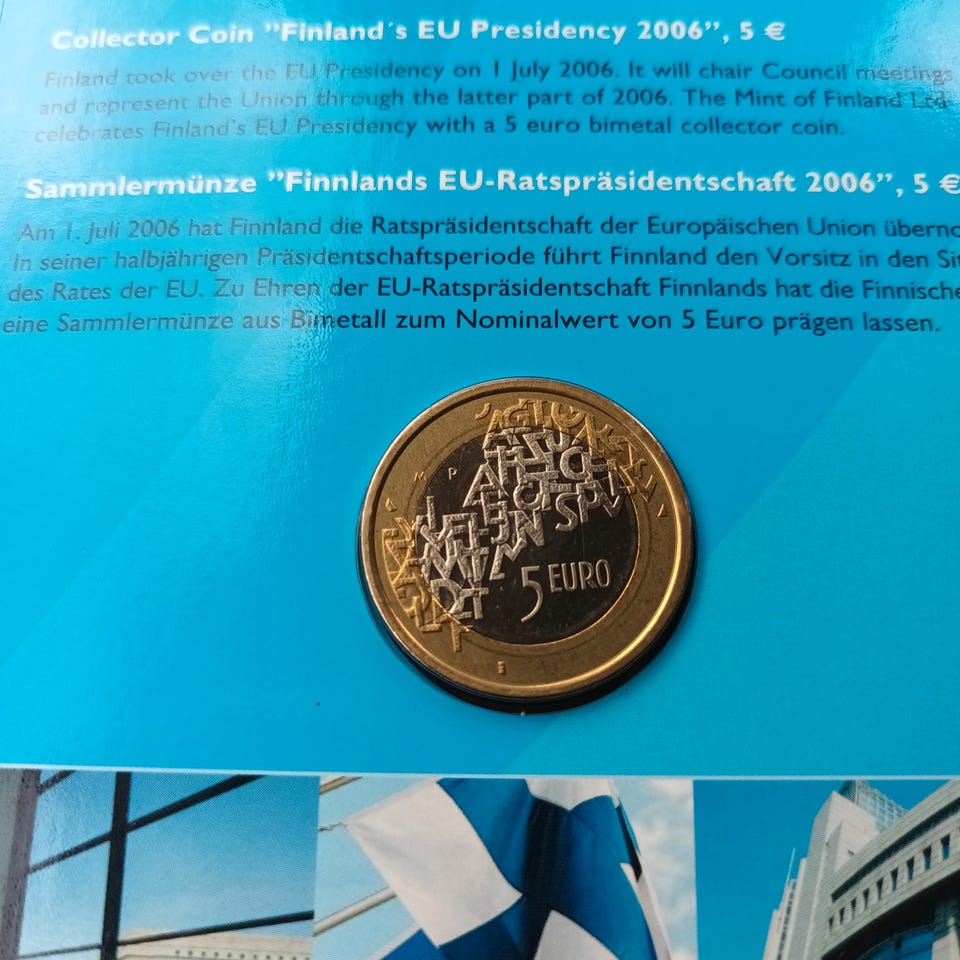 Collector Coin ”Finland´s EU Presidency 2006”, 5 €
Finland took over the EU Presidency on 1 July 2006. It will chair Council meetings
and represent the Union through the latter part of 2006. The Mint of Finland Ltd
celebrates Finland's EU Presidency with a 5 euro bimetal collector coin.
Sammlermünze ”Finnlands EU-Ratspräsidentschaft 2006”, 5 €
Am 1. Juli 2006 hat Finnland die Ratspräsidentschaft der Europäischen Union überno
In seiner halbjährigen Präsidentschaftsperiode führt Finnland den Vorsitz in den Sit
des Rates der EU. Zu Ehren der EU-Ratspräsidentschaft Finnlands hat die Finnische
eine Sammlermünze aus Bimetall zum Nominalwert von 5 Euro prägen lassen.
M P
5 EURO